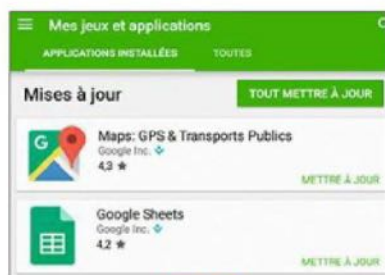 Mes jeux et applications
APPLICATIONS INSTALLÉES TOUTES
Mises à jour
TOUT METTRE À JOUR
G
Maps: GPS & Transports Publics
Google Inc.
4,3 ★
METTRE À JOUR
Google Sheets
Google Inc.
4,2 ★
METTRE À JOUR